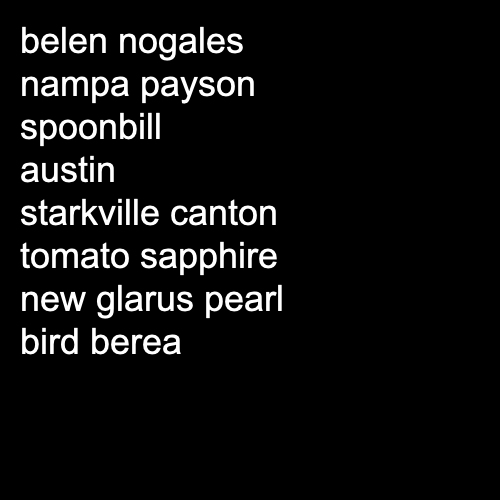 belen nogales
nampa payson
spoonbill
austin
starkville canton
tomato sapphire
new glarus pearl
bird berea